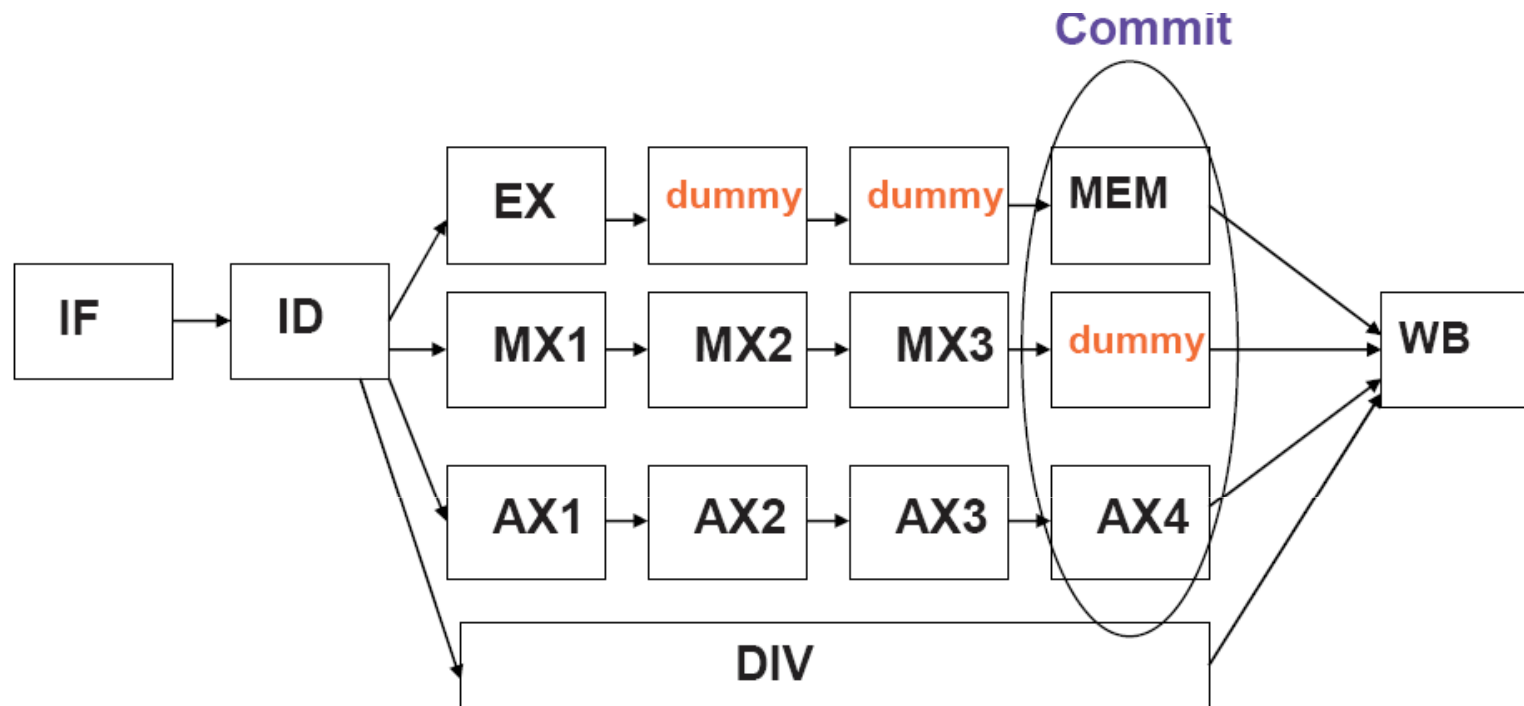 Commit
EX dummy dummy MEM
IF ID MX1 MX2 MX3 dummy WB
AX1 AX2 AX3 AX4
DIV